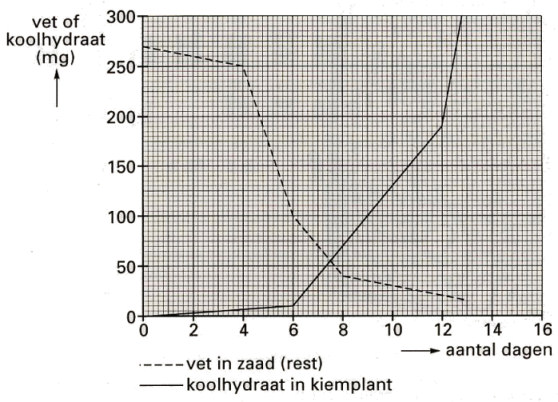 vet of
koolhydraat
(mg)
300
250
200
150
100
50
0
0 2 4 6 8 10 12 14 16
aantal dagen
vet in zaad (rest)
koolhydraat in kiemplant